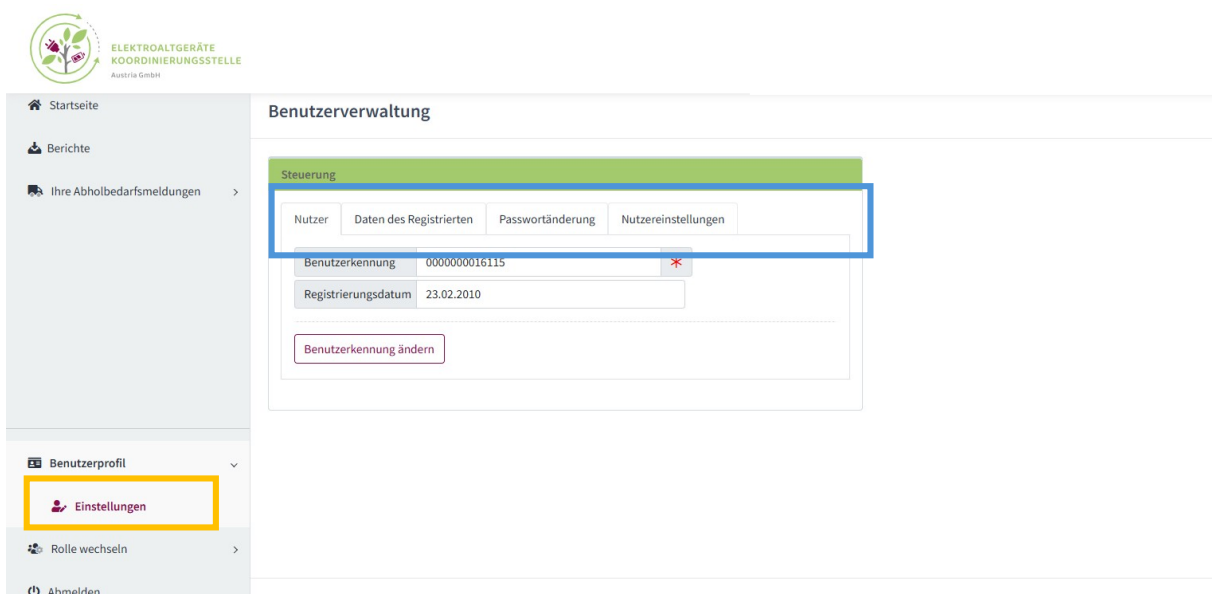 ELEKTROALTGERÄTE
KOORDINIERUNGSSTELLE
Austria GmbH
Startseite
Berichte
Ihre Abholbedarfsmeldungen
Benutzerverwaltung
Steuerung
Nutzer Daten des Registrierten Passwortänderung Nutzereinstellungen
Benutzerkennung 0000000016115 *
Registrierungsdatum 23.02.2010
Benutzerkennung ändern
Benutzerprofil
Einstellungen
Rolle wechseln
Abmelden